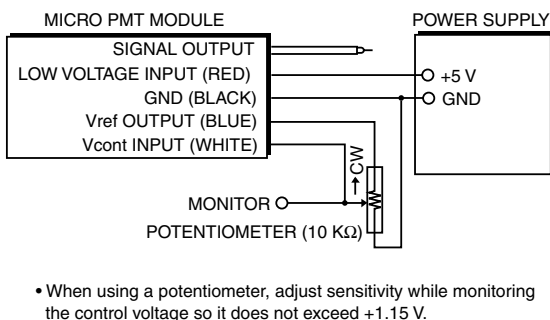 MICRO PMT MODULE
POWER SUPPLY
SIGNAL OUTPUT
LOW VOLTAGE INPUT (RED)
+5 V
GND (BLACK)
GND
Vref OUTPUT (BLUE)
Vcont INPUT (WHITE)
CW
MONITOR
POTENTIOMETER (10 KΩ)
• When using a potentiometer, adjust sensitivity while monitoring
the control voltage so it does not exceed +1.15 V.